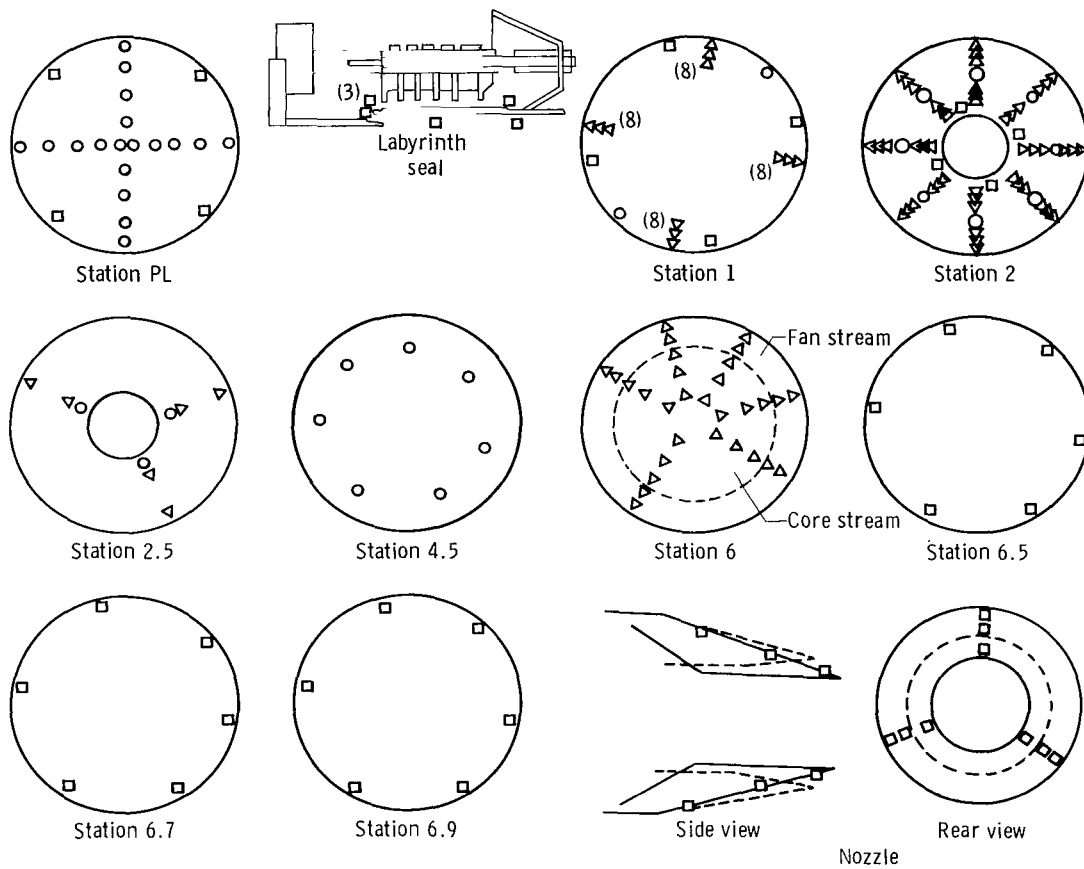 (3)
Labyrinth
seal
(8)
(8)
(8)
(8)
Station PL
Station 1
Station 2
Fan stream
Core stream
Station 2.5
Station 4.5
Station 6
Station 6.5
Station 6.7
Station 6.9
Side view
Rear view
Nozzle